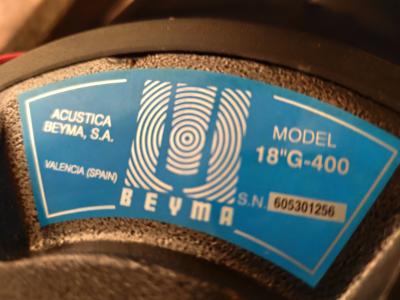 ACUSTICA
BEYMA, S.A.
VALENCIA (SPAIN)
BEYMA
MODEL
18"G-400
S.N. 605301256